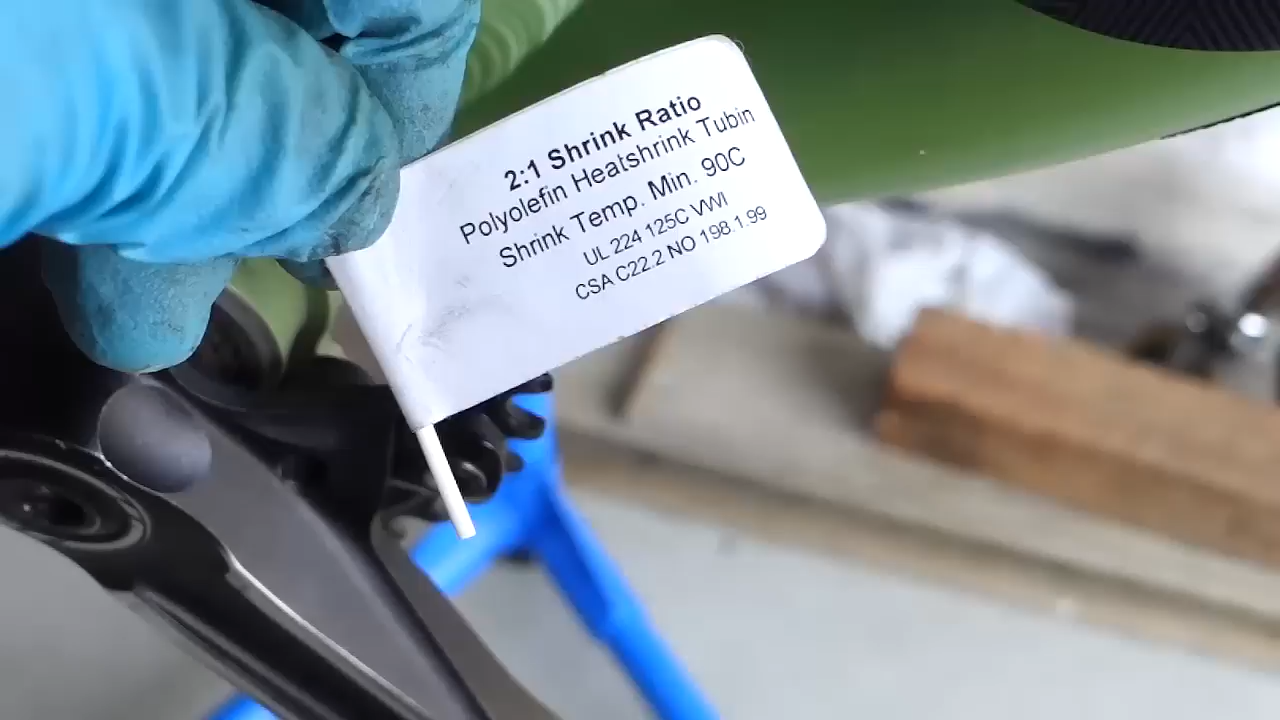 2:1 Shrink Ratio
Polyolefin Heatshrink Tubin
Shrink Temp. Min. 90C
UL 224 125C VWI
CSA C22.2 NO 198.1.99